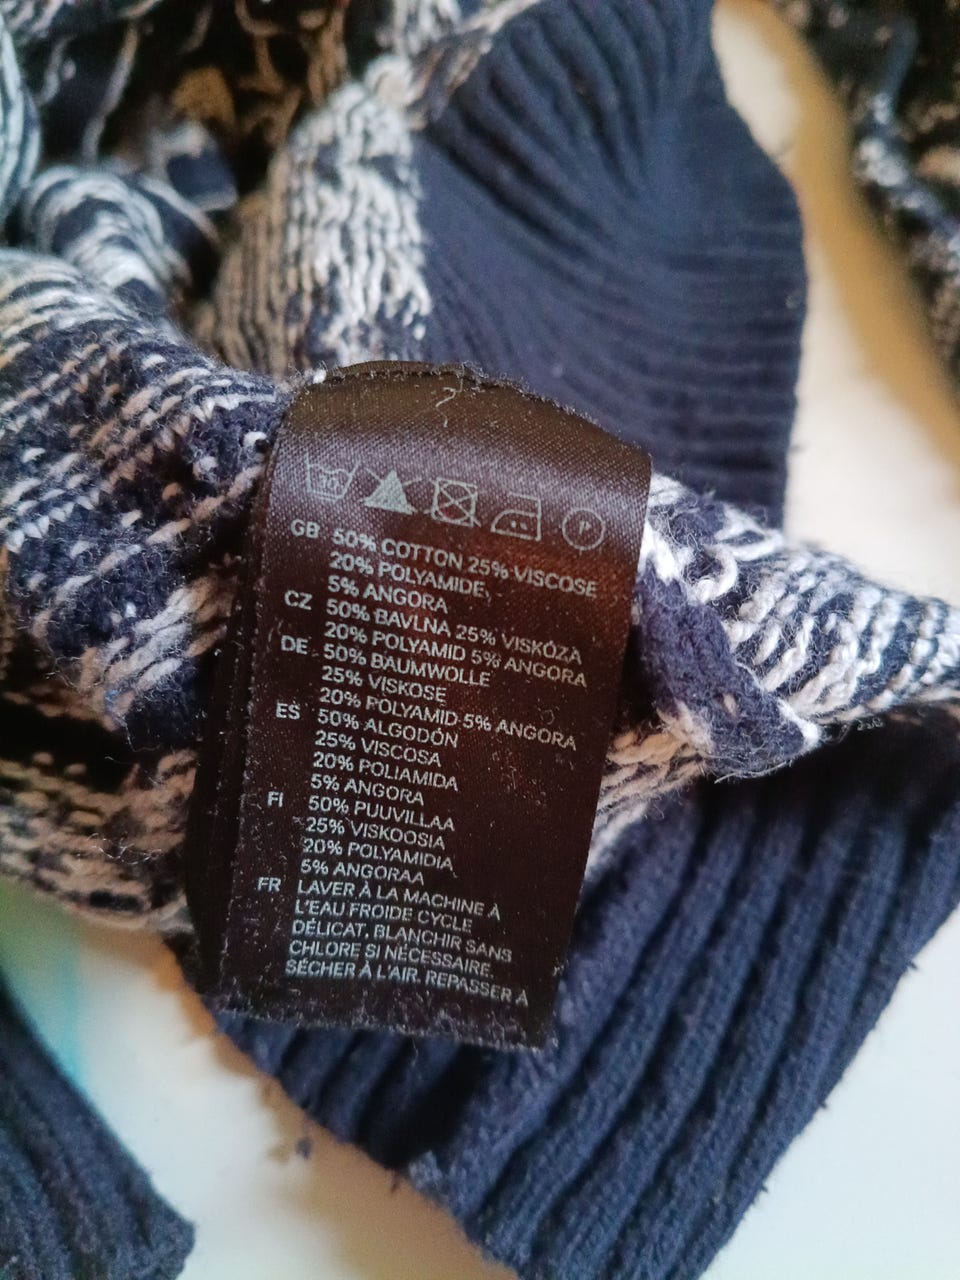 GB 50% COTTON 25% VISCOSE
20% POLYAMIDE,
5% ANGORA
CZ 50% BAVLNA 25% VISKÓZA
20% POLYAMID 5% ANGORA
DE 50% BAUMWOLLE
25% VISKOSE
20% POLYAMID 5% ANGORA
ES 50% ALGODÓN
25% VISCOSA
20% POLIAMIDA
5% ANGORA
FI 50% PUUVILLAA
25% VISKOOSIA
20% POLYAMIDIA
5% ANGORAA
FR LAVER À LA MACHINE À
L'EAU FROIDE CYCLE
DÉLICAT, BLANCHIR SANS
CHLORE SI NÉCESSAIRE,
SÉCHER À L'AIR, REPASSER À